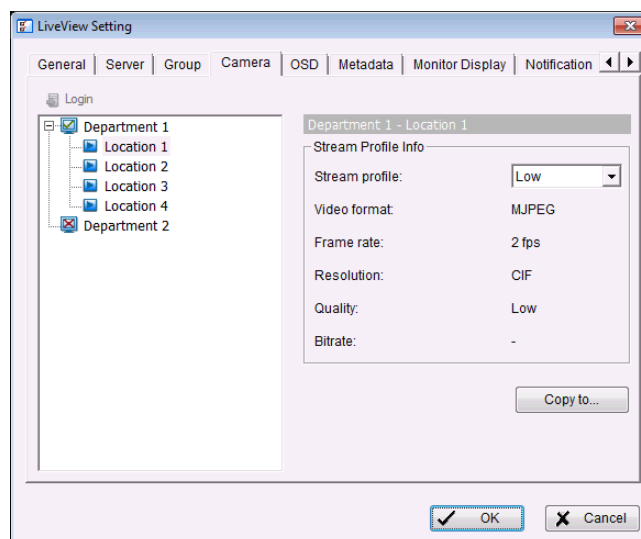 LiveView Setting
General Server Group Camera OSD Metadata Monitor Display Notification
Login
Department 1
Location 1
Location 2
Location 3
Location 4
Department 2
Department 1 - Location 1
Stream Profile Info
Stream profile: Low
Video format: MJPEG
Frame rate: 2 fps
Resolution: CIF
Quality: Low
Bitrate: -
Copy to...
OK Cancel